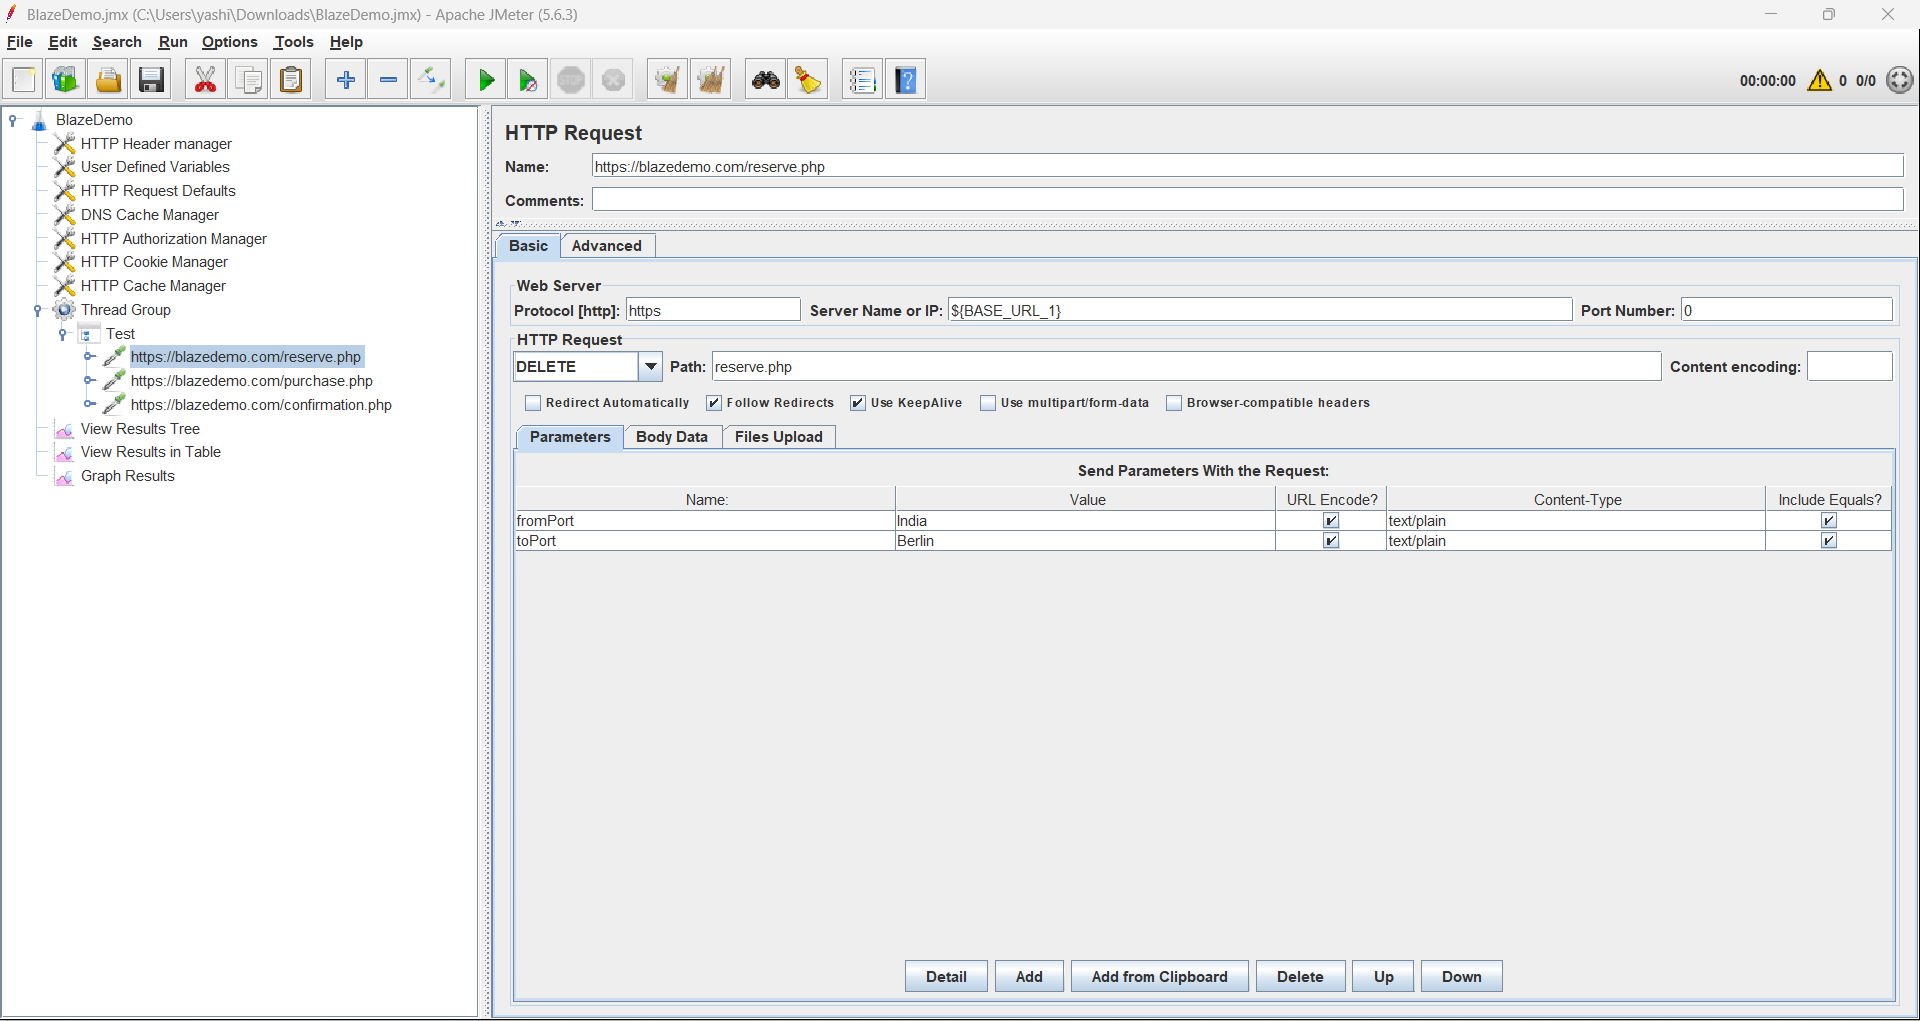 BlazeDemo.jmx (C:\Users\yashi\Downloads\BlazeDemo.jmx) - Apache JMeter (5.6.3)
File Edit Search Run Options Tools Help
STOP ? 00:00:00 0 0/0
BlazeDemo
HTTP Header manager
User Defined Variables
HTTP Request Defaults
DNS Cache Manager
HTTP Authorization Manager
HTTP Cookie Manager
HTTP Cache Manager
Thread Group
Test
https://blazedemo.com/reserve.php
https://blazedemo.com/purchase.php
https://blazedemo.com/confirmation.php
View Results Tree
View Results in Table
Graph Results
HTTP Request
Name: https://blazedemo.com/reserve.php
Comments:
Basic Advanced
Web Server
Protocol [http]: https Server Name or IP: ${BASE_URL_1} Port Number: 0
HTTP Request
DELETE Path: reserve.php Content encoding:
Redirect Automatically Follow Redirects Use KeepAlive Use multipart/form-data Browser-compatible headers
Parameters Body Data Files Upload
Send Parameters With the Request:
Name: Value URL Encode? Content-Type Include Equals?
fromPort India text/plain
toPort Berlin text/plain
Detail Add Add from Clipboard Delete Up Down